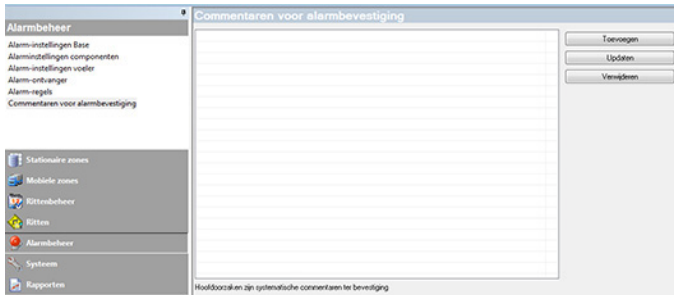 Alarmbeheer
Alarm-instellingen Base
Alarminstellingen componenten
Alarm-instellingen voeler
Alarm-ontvanger
Alarm-regels
Commentaren voor alarmbevestiging
Stationaire zones
Mobiele zones
Rittenbeheer
Ritten
Alarmbeheer
Systeem
Rapporten
Commentaren voor alarmbevestiging
Toevoegen
Updaten
Verwijderen
Hoofdoorzaken zijn systematische commentaren ter bevestiging